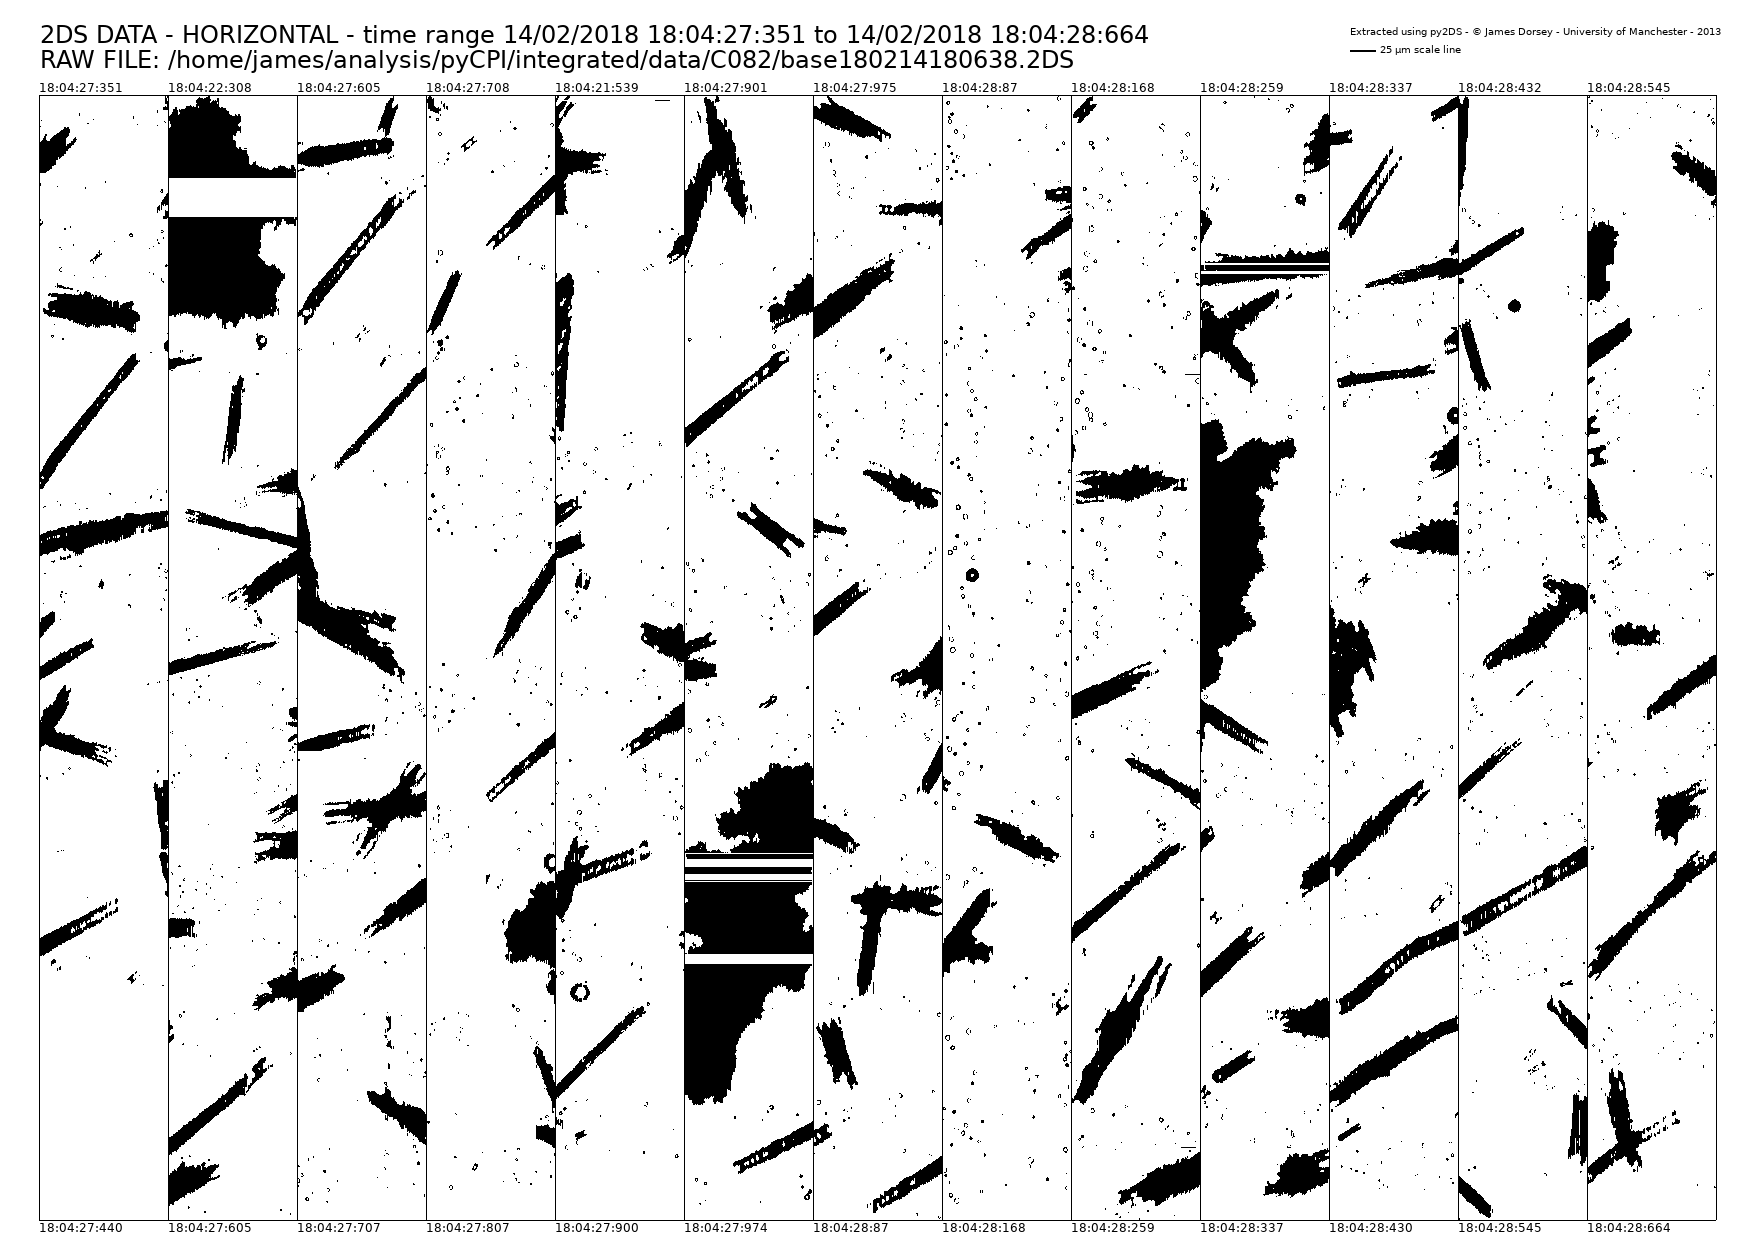 2DS DATA - HORIZONTAL - time range 14/02/2018 18:04:27:351 to 14/02/2018 18:04:28:664
RAW FILE: /home/james/analysis/pyCPI/integrated/data/C082/base180214180638.2DS
Extracted using py2DS - © James Dorsey - University of Manchester - 2013
25 µm scale line
18:04:27:351 18:04:22:308 18:04:27:605 18:04:27:708 18:04:21:539 18:04:27:901 18:04:27:975 18:04:28:87 18:04:28:168 18:04:28:259 18:04:28:337 18:04:28:432 18:04:28:545
18:04:27:440 18:04:27:605 18:04:27:707 18:04:27:807 18:04:27:900 18:04:27:974 18:04:28:87 18:04:28:168 18:04:28:259 18:04:28:337 18:04:28:430 18:04:28:545 18:04:28:664